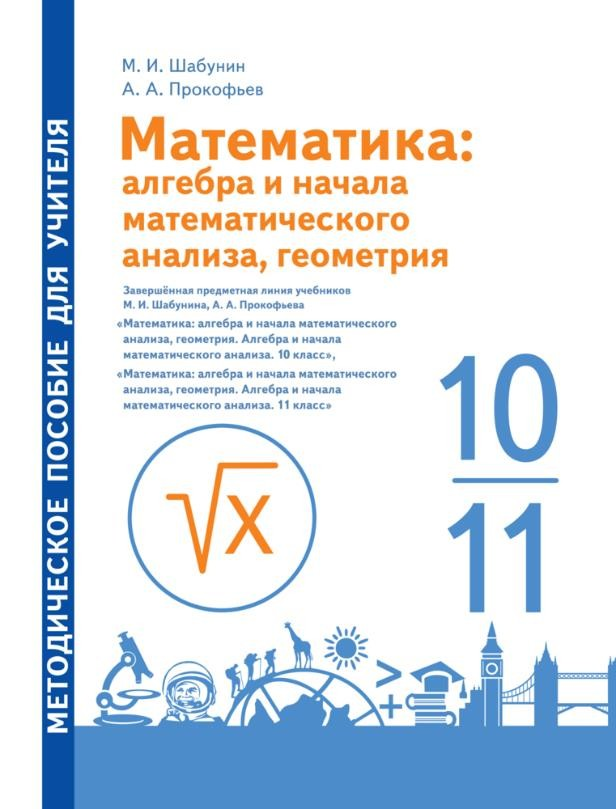 МЕТОДИЧЕСКОЕ ПОСОБИЕ ДЛЯ УЧИТЕЛЯ
М. И. Шабунин
А. А. Прокофьев
Математика:
алгебра и начала
математического
анализа, геометрия
Завершённая предметная линия учебников
М. И. Шабунина, А. А. Прокофьева
«Математика: алгебра и начала математического
анализа, геометрия. Алгебра и начала
математического анализа. 10 класс»,
«Математика: алгебра и начала математического
анализа, геометрия. Алгебра и начала
математического анализа. 11 класс»
10
11
√x
>
+